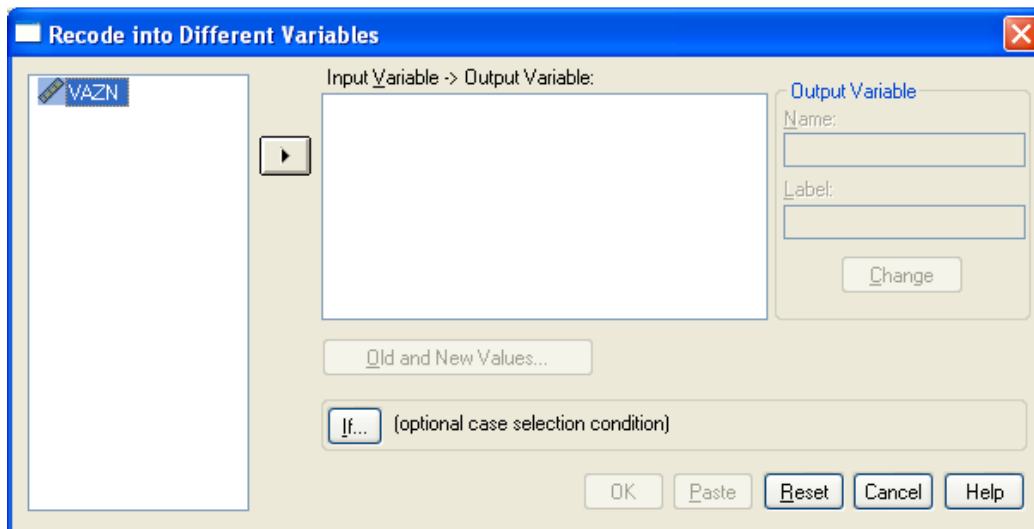 Recode into Different Variables
VAZN
Input Variable -> Output Variable:
Output Variable
Name:
Label:
Change
Old and New Values...
If... (optional case selection condition)
OK Paste Reset Cancel Help